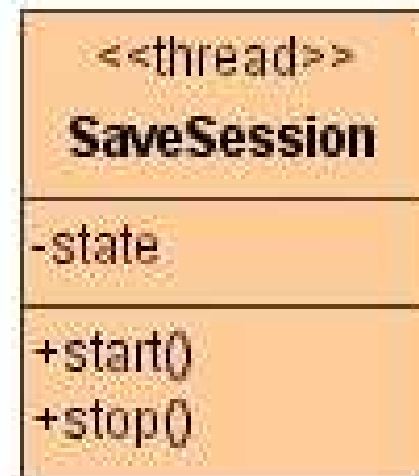 <<thread>>
SaveSession
-state
+start()
+stop()